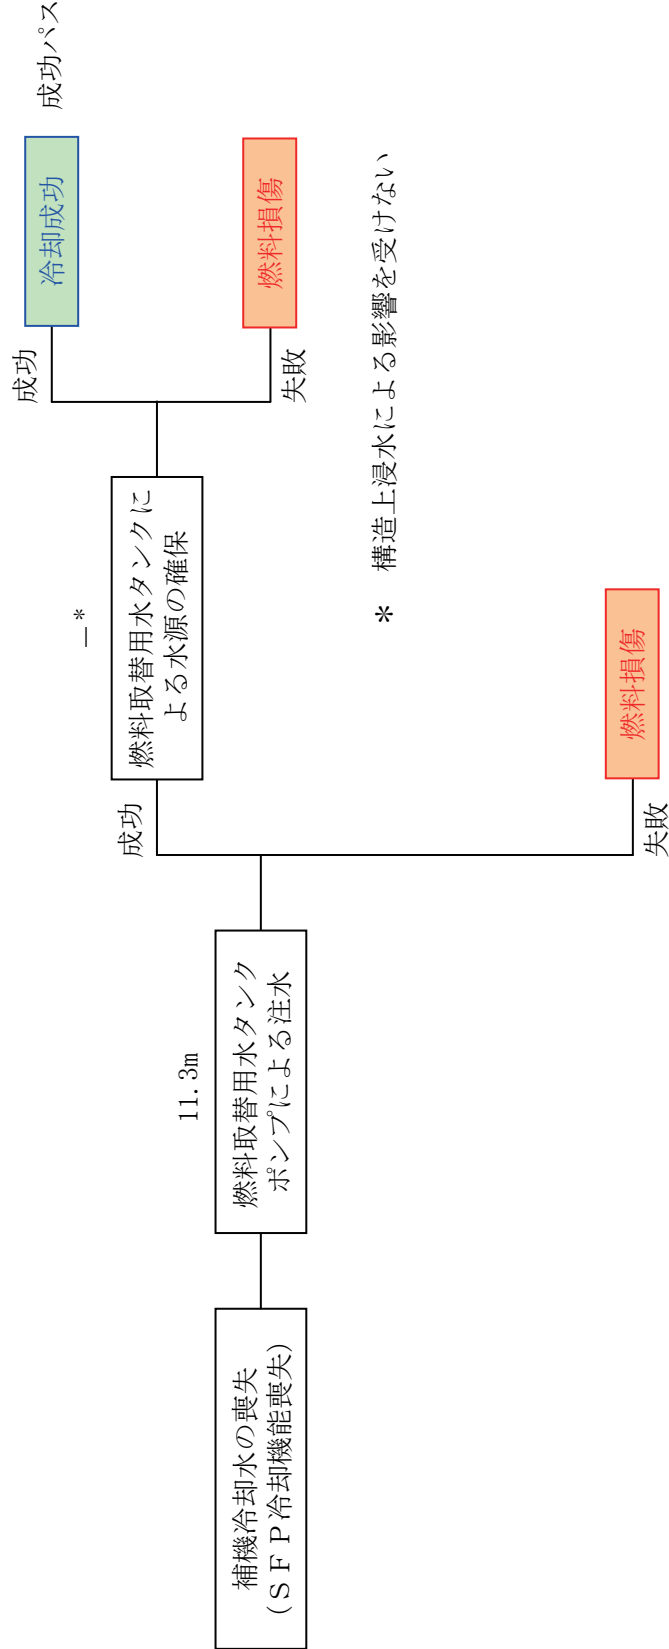 補機冷却水の喪失
(ＳＦＰ冷却機能喪失)
11.3m
燃料取替用水タンク
ポンプによる注水
成功
失敗
燃料損傷
―*
燃料取替用水タンクに
よる水源の確保
成功
失敗
冷却成功
成功パス
燃料損傷
* 構造上浸水による影響を受けない